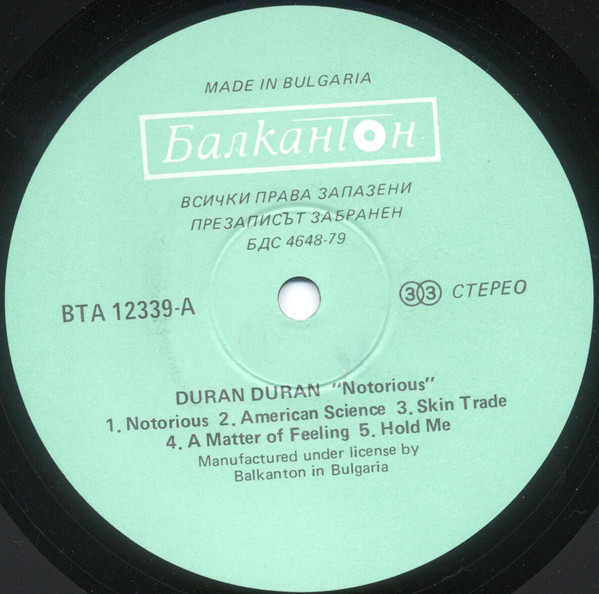 MADE IN BULGARIA
Балкантон
ВСИЧКИ ПРАВА ЗАПАЗЕНИ
ПРЕЗАПИСЪТ ЗАБРАНЕН
БДС 4648-79
ВТА 12339-А
33 СТЕРЕО
DURAN DURAN "Notorious"
1. Notorious 2. American Science 3. Skin Trade
4. A Matter of Feeling 5. Hold Me
Manufactured under license by
Balkanton in Bulgaria